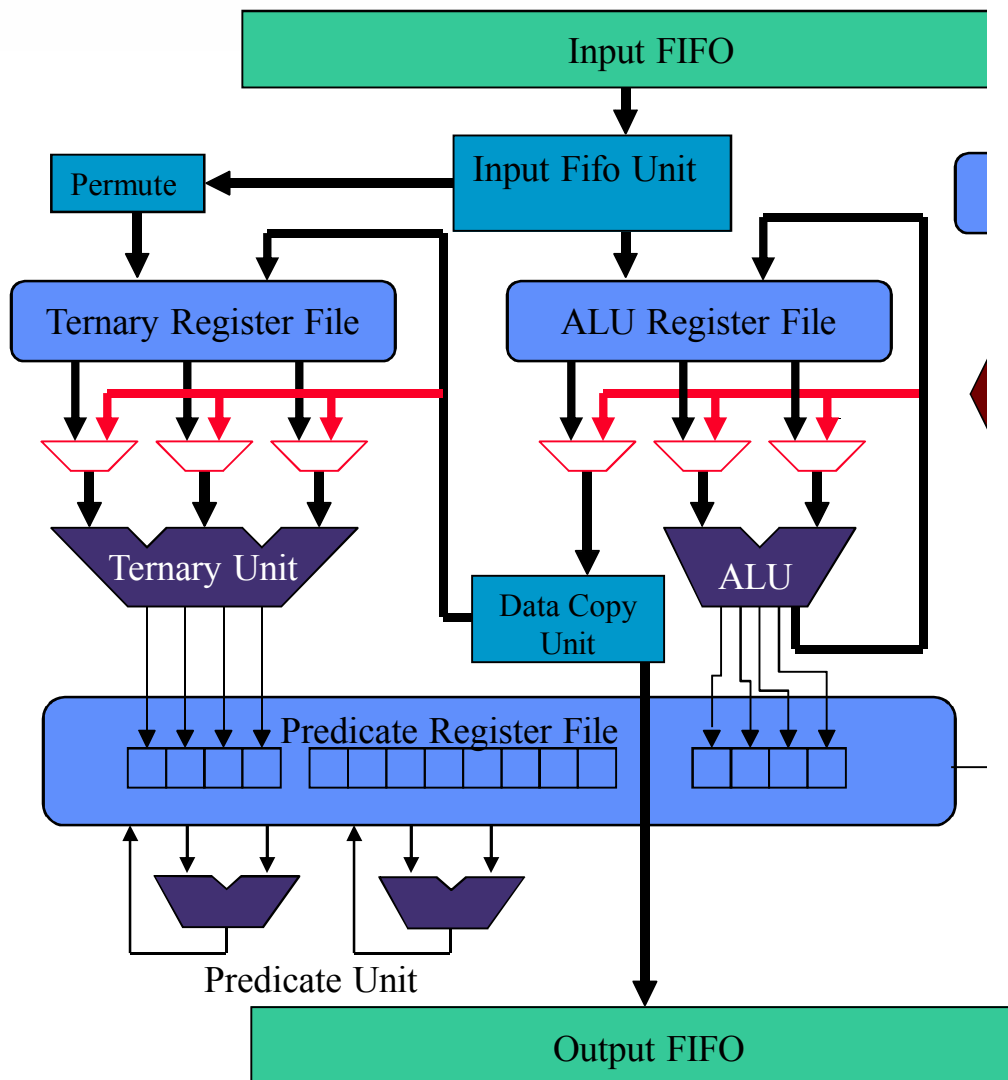 Input FIFO
Input Fifo Unit
Permute
Ternary Register File
ALU Register File
Ternary Unit
ALU
Data Copy
Unit
Predicate Register File
Predicate Unit
Output FIFO